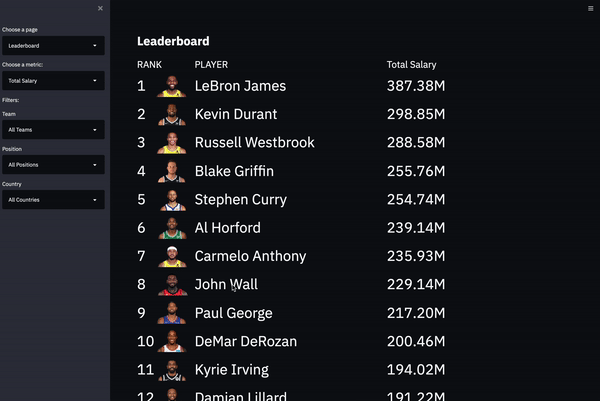 Choose a page
Leaderboard
Choose a metric:
Total Salary
Filters:
Team
All Teams
Position
All Positions
Country
All Countries
Leaderboard
RANK PLAYER Total Salary
1 LeBron James 387.38M
2 Kevin Durant 298.85M
3 Russell Westbrook 288.58M
4 Blake Griffin 255.76M
5 Stephen Curry 254.74M
6 Al Horford 239.14M
7 Carmelo Anthony 235.93M
8 John Wall 229.14M
9 Paul George 217.20M
10 DeMar DeRozan 200.46M
11 Kyrie Irving 194.02M
12 Damian Lillard 191.22M